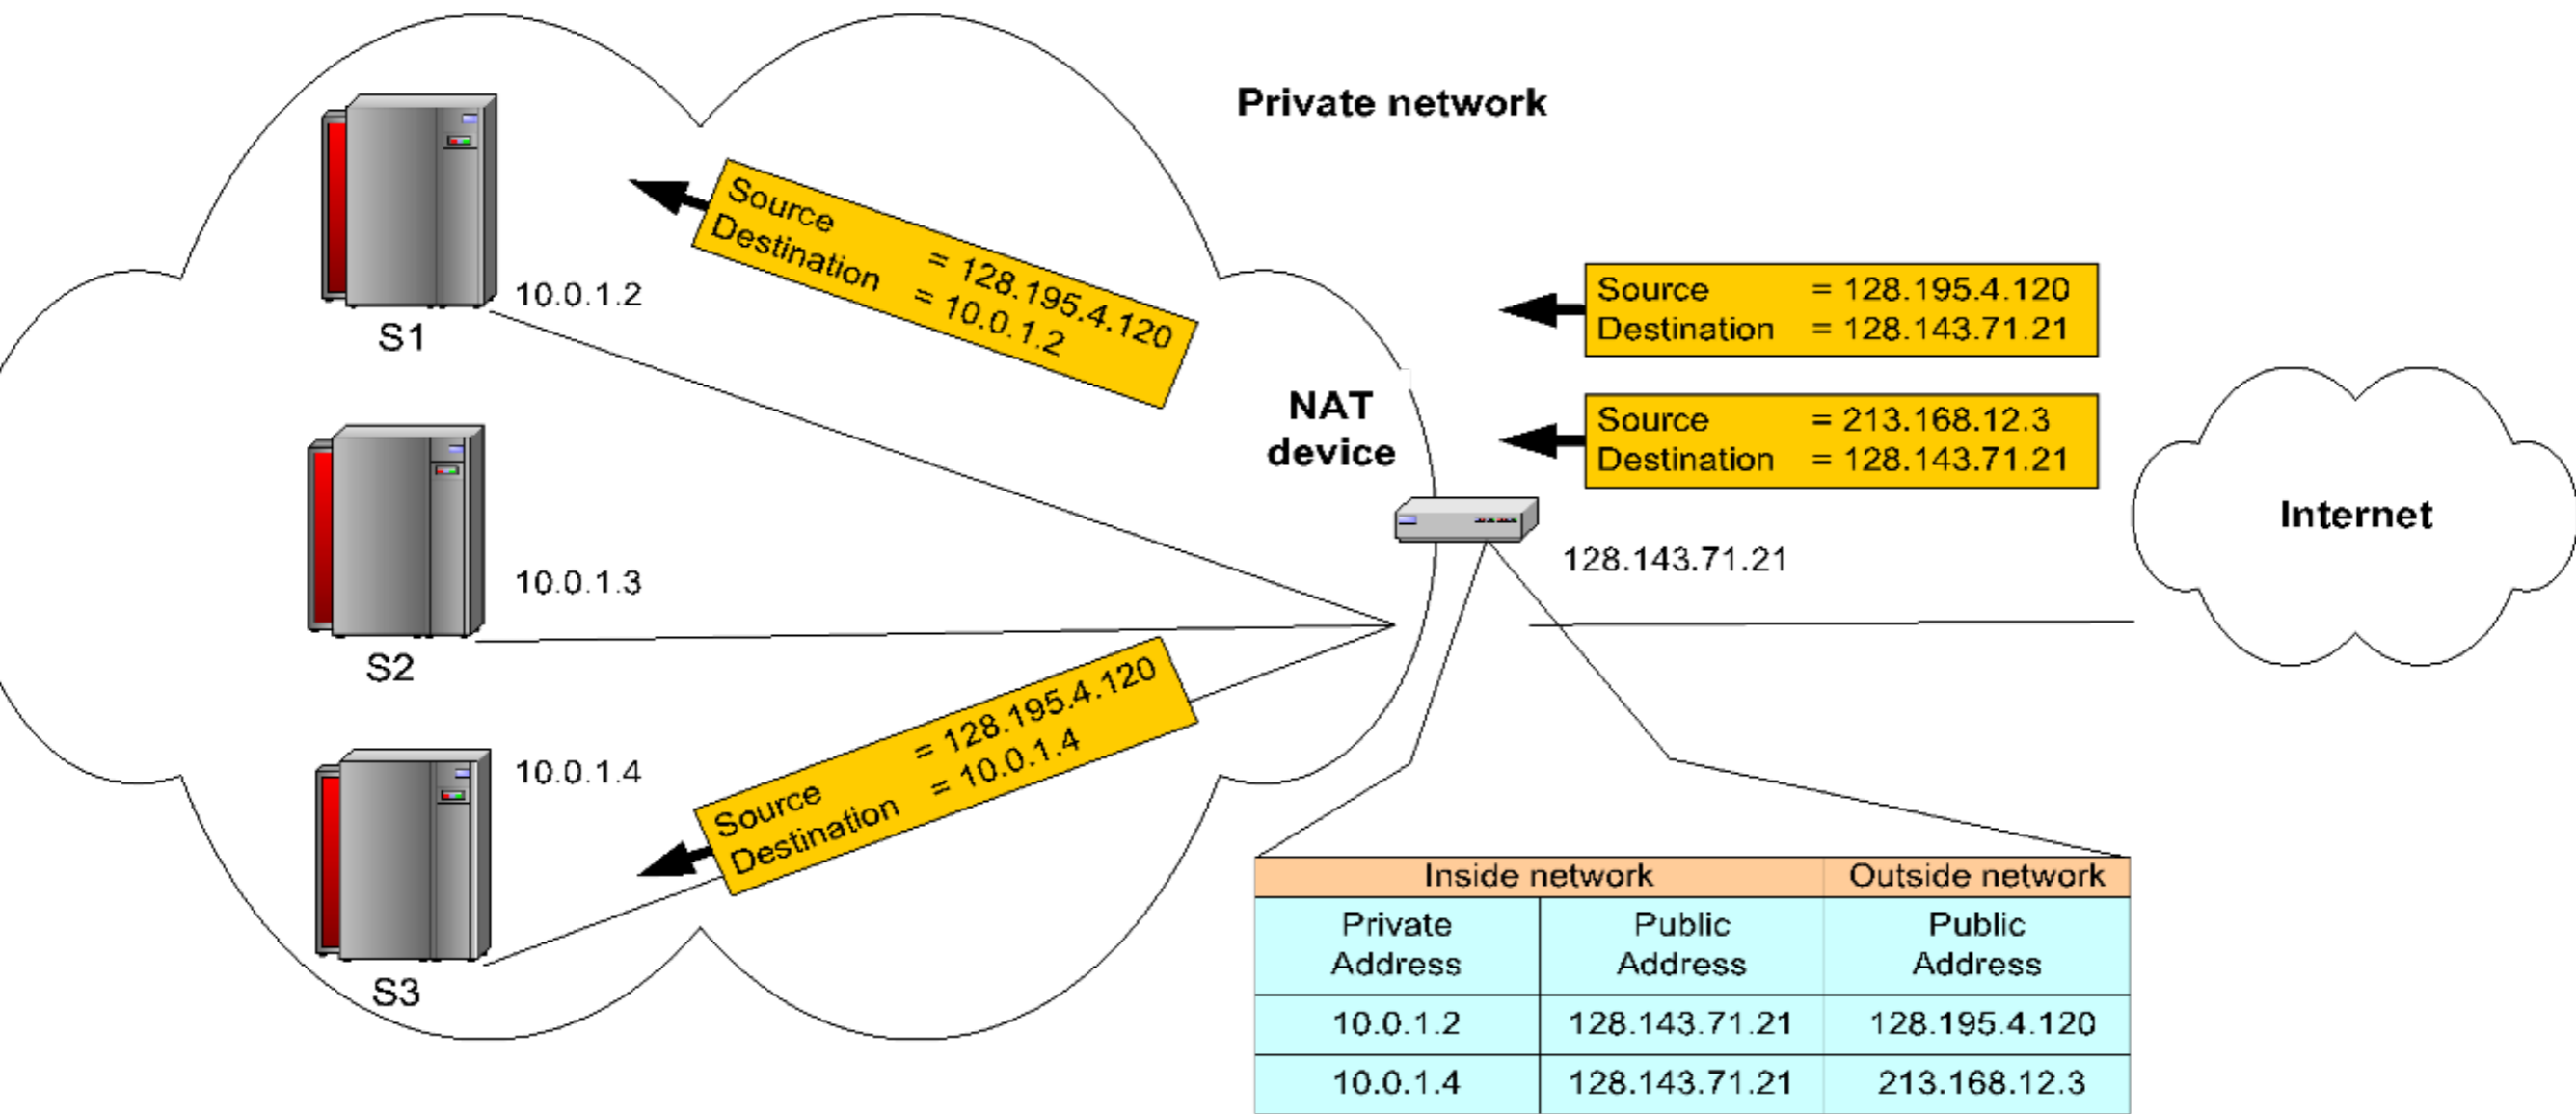 Private network
Source = 128.195.4.120
Destination = 10.0.1.2
10.0.1.2
S1
Source = 128.195.4.120
Destination = 128.143.71.21
NAT
device
Source = 213.168.12.3
Destination = 128.143.71.21
Internet
128.143.71.21
10.0.1.3
S2
Source = 128.195.4.120
Destination = 10.0.1.4
10.0.1.4
S3
Inside network Outside network
Private Public Public
Address Address Address
10.0.1.2 128.143.71.21 128.195.4.120
10.0.1.4 128.143.71.21 213.168.12.3